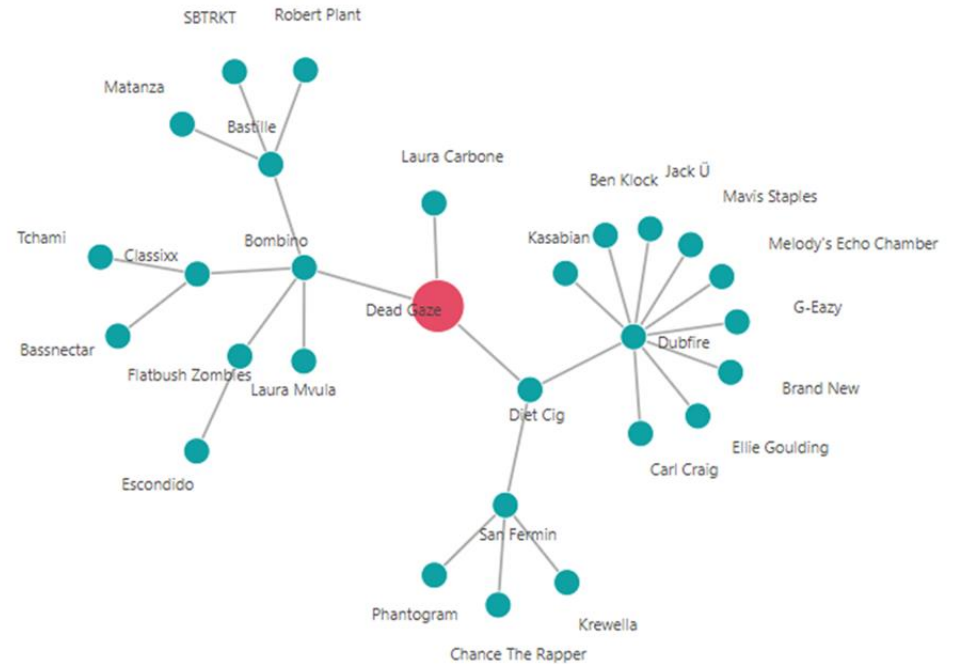 SBTRKT
Robert Plant
Matanza
Bastille
Laura Carbone
Jack Ü
Ben Klock
Mavis Staples
Tchami
Classixx
Bombino
Kasabian
Melody's Echo Chamber
Dead Gaze
G-Eazy
Bassnectar
Dubfire
Flatbush Zombies
Laura Mvula
Brand New
Diet Cig
Ellie Goulding
Carl Craig
Escondido
San Fermin
Phantogram
Krewella
Chance The Rapper